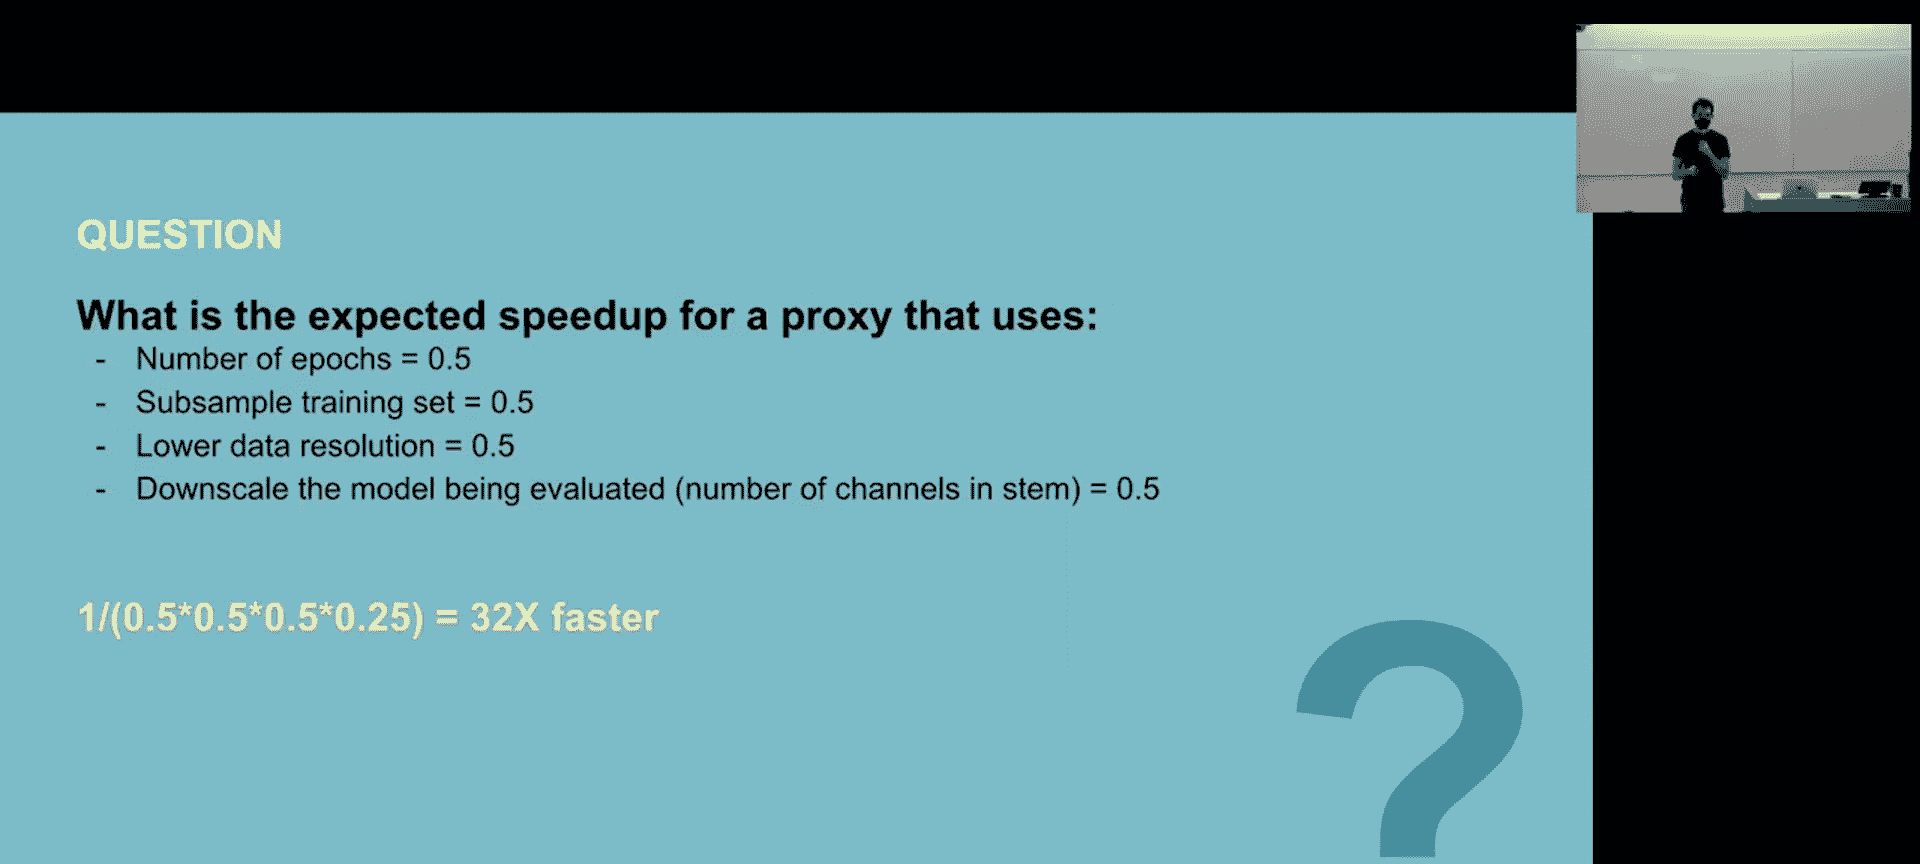 QUESTION
What is the expected speedup for a proxy that uses:
- Number of epochs = 0.5
- Subsample training set = 0.5
- Lower data resolution = 0.5
- Downscale the model being evaluated (number of channels in stem) = 0.5
1/(0.5*0.5*0.5*0.25) = 32X faster
?